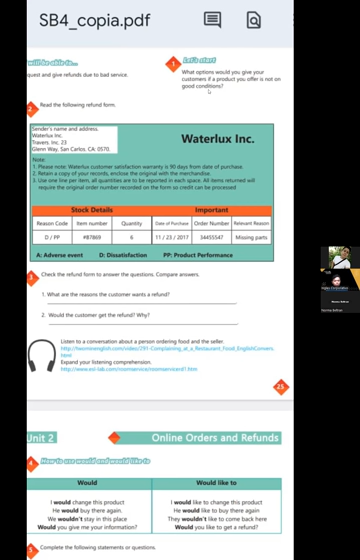 SB4_copia.pdf
will be able to...
quest and give refunds due to bad service.
1
Let's start
What options would you give your
customers if a product you offer is not on
good conditions?
2
Read the following refund form.
Sender's name and address.
Waterlux Inc.
Travers. Inc. 23
Glenn Way, San Carlos, CA: 0570.
Waterlux Inc.
Note:
1. Please note: Waterlux customer satisfaction warranty is 90 days from date of purchase.
2. Retain a copy of your records, enclose the original with the merchandise.
3. Use one line per item, all quantities are to be reported in each space. All items returned will
require the original order number recorded on the form so credit can be processed
Stock Details Important
Reason Code Item number Quantity Date of Purchase Order Number Relevant Reason
D / PP #B7869 6 11 / 23 / 2017 34455547 Missing parts
A: Adverse event D: Dissatisfaction PP: Product Performance
3
Check the refund form to answer the questions. Compare answers.
1. What are the reasons the customer wants a refund?
2. Would the customer get the refund? Why?
Listen to a conversation about a person ordering food and the seller.
Expand your listening comprehension.
http://www.esl-lab.com/roomservice/roomservicerd1.htm
25
Unit 2 Online Orders and Refunds
4
How to use would and would like to
Would Would like to
I would change this product I would like to change this product
He would buy there again. He would like to buy there again
We wouldn't stay in this place They wouldn't like to come back here
Would you give me your information? Would you like to get a refund?
5
Complete the following statements or questions.